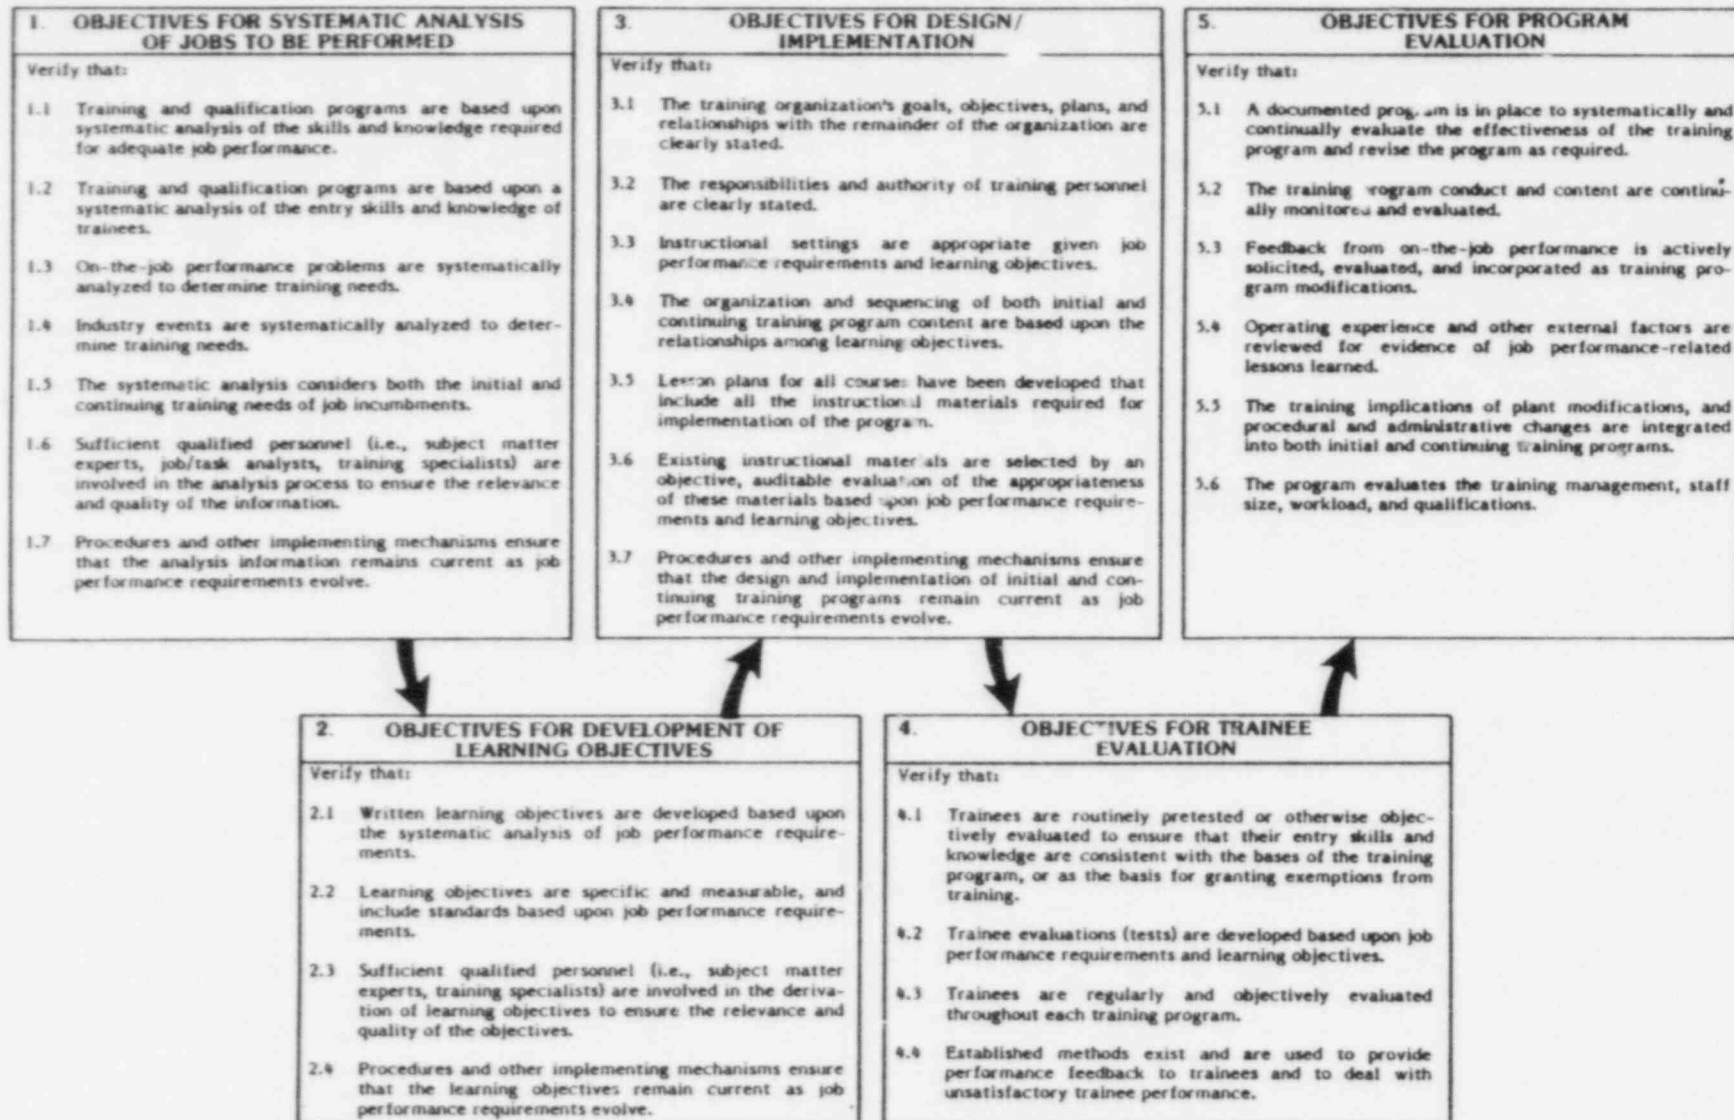 1. OBJECTIVES FOR SYSTEMATIC ANALYSIS
OF JOBS TO BE PERFORMED
Verify that:
1.1 Training and qualification programs are based upon
systematic analysis of the skills and knowledge required
for adequate job performance.
1.2 Training and qualification programs are based upon a
systematic analysis of the entry skills and knowledge of
trainees.
1.3 On-the-job performance problems are systematically
analyzed to determine training needs.
1.4 Industry events are systematically analyzed to deter-
mine training needs.
1.5 The systematic analysis considers both the initial and
continuing training needs of job incumbments.
1.6 Sufficient qualified personnel (i.e., subject matter
experts, job/task analysts, training specialists) are
involved in the analysis process to ensure the relevance
and quality of the information.
1.7 Procedures and other implementing mechanisms ensure
that the analysis information remains current as job
performance requirements evolve.
2. OBJECTIVES FOR DEVELOPMENT OF
LEARNING OBJECTIVES
Verify that:
2.1 Written learning objectives are developed based upon
the systematic analysis of job performance require-
ments.
2.2 Learning objectives are specific and measurable, and
include standards based upon job performance require-
ments.
2.3 Sufficient qualified personnel (i.e., subject matter
experts, training specialists) are involved in the deriva-
tion of learning objectives to ensure the relevance and
quality of the objectives.
2.4 Procedures and other implementing mechanisms ensure
that the learning objectives remain current as job
performance requirements evolve.
3. OBJECTIVES FOR DESIGN/
IMPLEMENTATION
Verify that:
3.1 The training organization's goals, objectives, plans, and
relationships with the remainder of the organization are
clearly stated.
3.2 The responsibilities and authority of training personnel
are clearly stated.
3.3 Instructional settings are appropriate given job
performance requirements and learning objectives.
3.4 The organization and sequencing of both initial and
continuing training program content are based upon the
relationships among learning objectives.
3.5 Lesson plans for all courses have been developed that
include all the instructional materials required for
implementation of the program.
3.6 Existing instructional materials are selected by an
objective, auditable evaluation of the appropriateness
of these materials based upon job performance require-
ments and learning objectives.
3.7 Procedures and other implementing mechanisms ensure
that the design and implementation of initial and con-
tinuing training programs remain current as job
performance requirements evolve.
4. OBJECTIVES FOR TRAINEE
EVALUATION
Verify that:
4.1 Trainees are routinely pretested or otherwise objec-
tively evaluated to ensure that their entry skills and
knowledge are consistent with the bases of the training
program, or as the basis for granting exemptions from
training.
4.2 Trainee evaluations (tests) are developed based upon job
performance requirements and learning objectives.
4.3 Trainees are regularly and objectively evaluated
throughout each training program.
4.4 Established methods exist and are used to provide
performance feedback to trainees and to deal with
unsatisfactory trainee performance.
5. OBJECTIVES FOR PROGRAM
EVALUATION
Verify that:
5.1 A documented program is in place to systematically and
continually evaluate the effectiveness of the training
program and revise the program as required.
5.2 The training program conduct and content are continu-
ally monitored and evaluated.
5.3 Feedback from on-the-job performance is actively
solicited, evaluated, and incorporated as training pro-
gram modifications.
5.4 Operating experience and other external factors are
reviewed for evidence of job performance-related
lessons learned.
5.5 The training implications of plant modifications, and
procedural and administrative changes are integrated
into both initial and continuing training programs.
5.6 The program evaluates the training management, staff
size, workload, and qualifications.